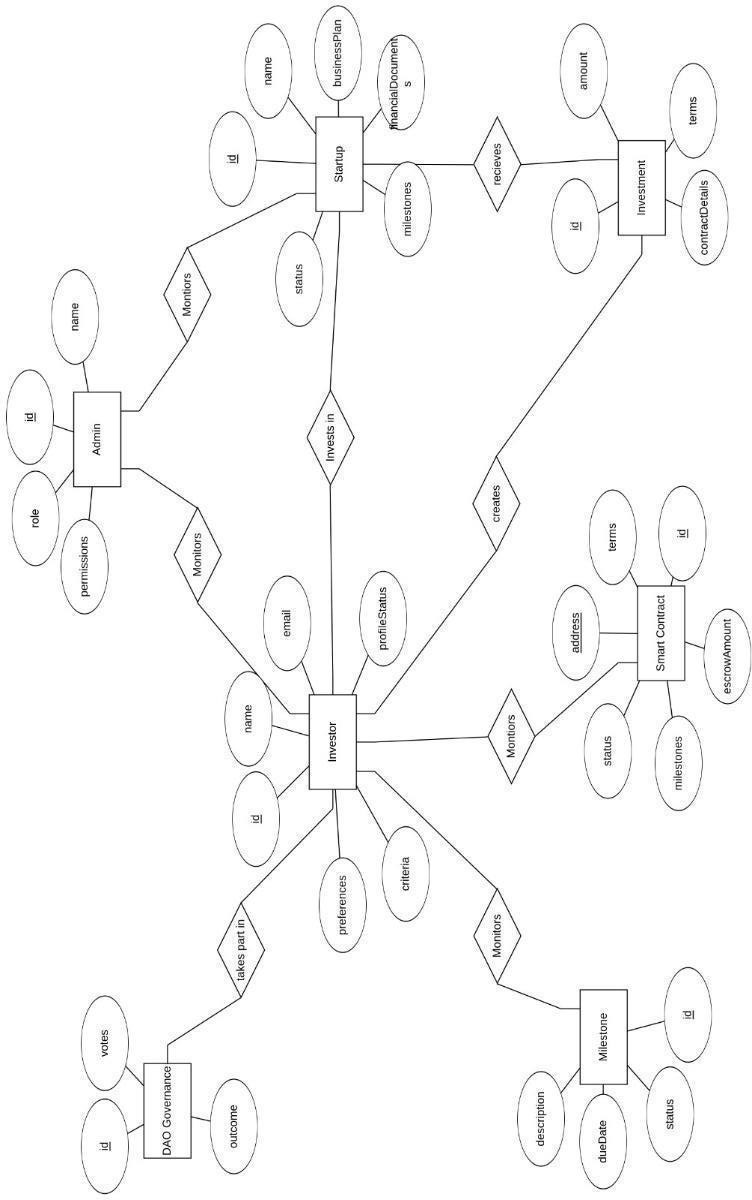 votes
id
DAO Governance
outcome
takes part in
role
id
name
Admin
permissions
Monitors
Montiors
id
name
businessPlan
financialDocument
s
Startup
status
milestones
Invests in
id
name
email
Investor
profileStatus
preferences
criteria
recieves
creates
Montiors
Monitors
description
dueDate
Milestone
status
id
status
address
terms
Smart Contract
milestones
escrowAmount
id
id
amount
Investment
contractDetails
terms